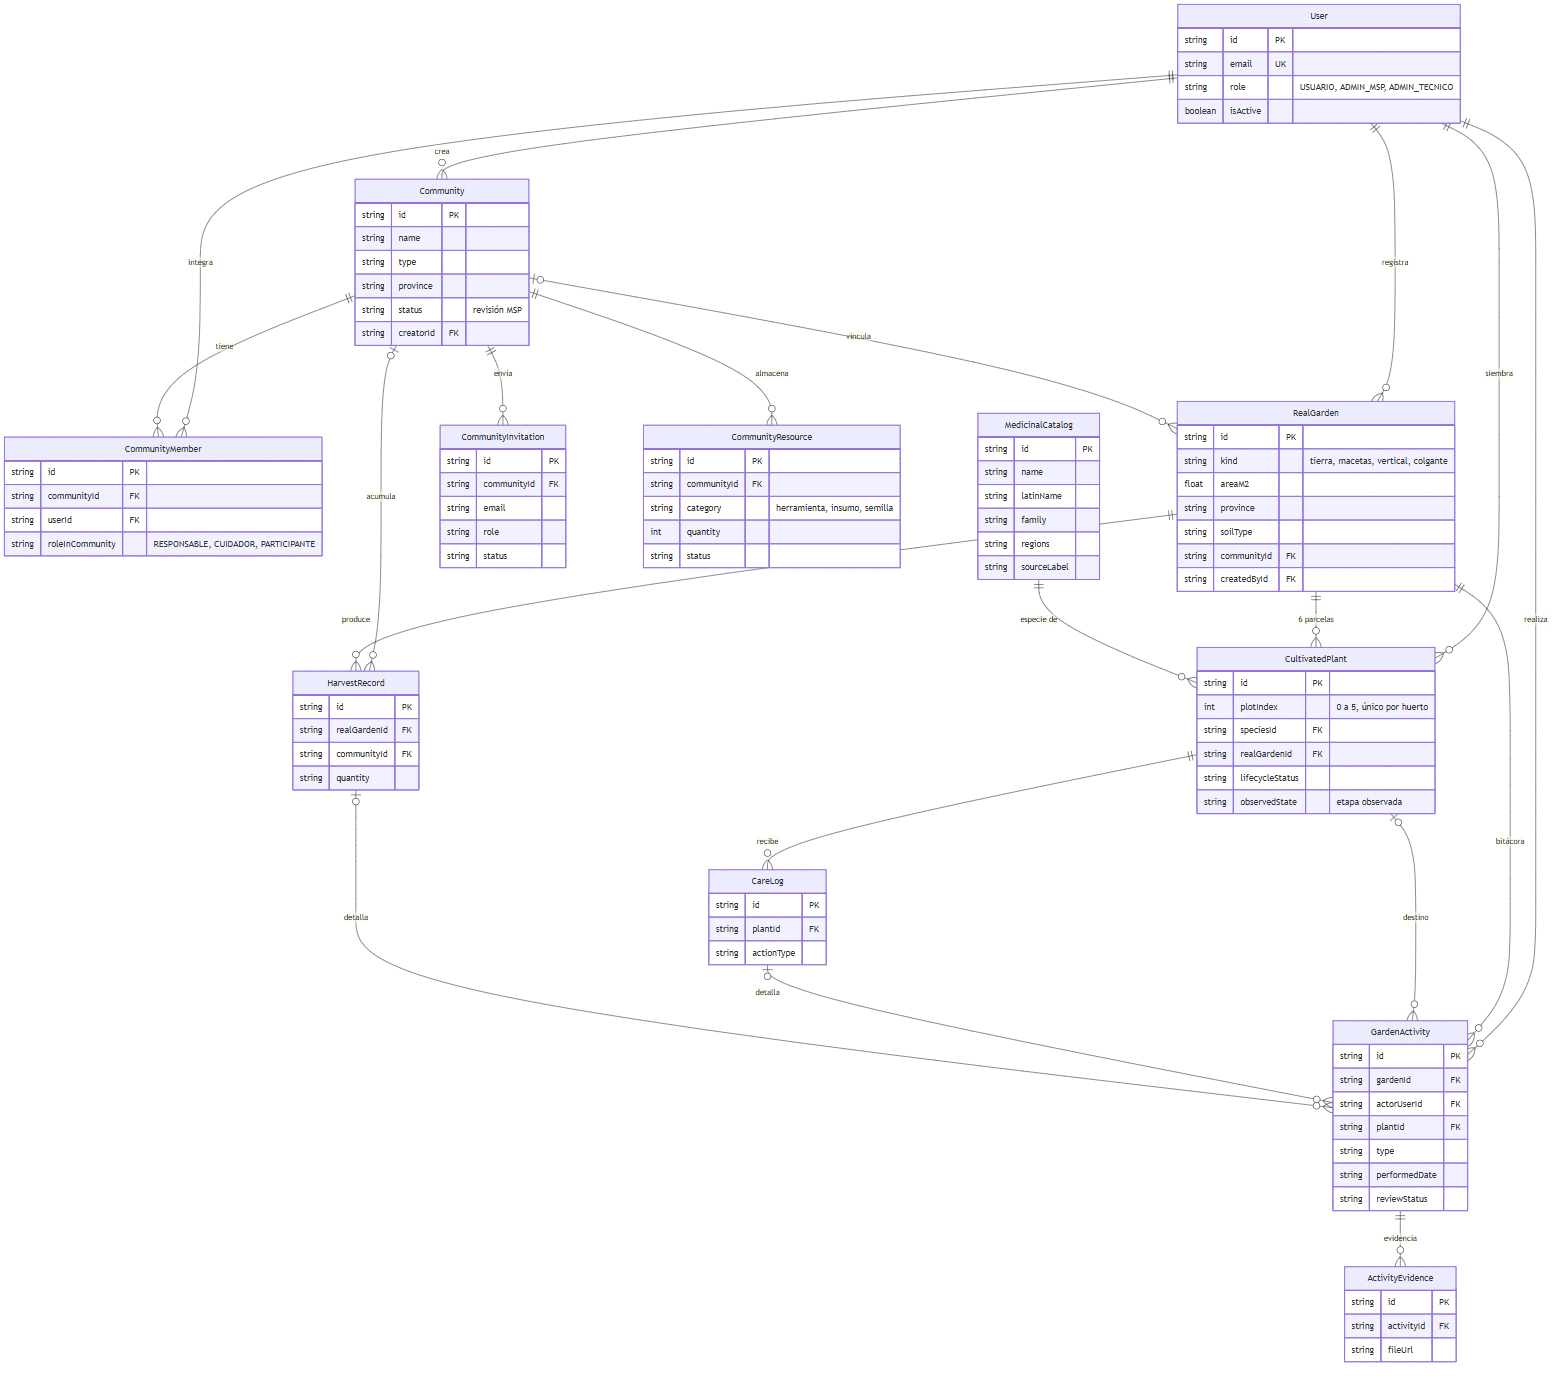 User
string id PK
string email UK
string role USUARIO, ADMIN_MSP, ADMIN_TECNICO
boolean isActive
crea
Community
string id PK
string name
string type
string province
string status revisión MSP
string creatorId FK
integra
registra
tiene
envia
almacena
vincula
siembra
CommunityMember
string id PK
string communityId FK
string userId FK
string roleInCommunity RESPONSABLE, CUIDADOR, PARTICIPANTE
acumula
CommunityInvitation
string id PK
string communityId FK
string email
string role
string status
CommunityResource
string id PK
string communityId FK
string category herramienta, insumo, semilla
int quantity
string status
MedicinalCatalog
string id PK
string name
string latinName
string family
string regions
string sourceLabel
RealGarden
string id PK
string kind tierra, macetas, vertical, colgante
float areaM2
string province
string soilType
string communityId FK
string createdById FK
produce
especie de
6 parcelas
realiza
HarvestRecord
string id PK
string realGardenId FK
string communityId FK
string quantity
CultivatedPlant
string id PK
int plotIndex 0 a 5, único por huerto
string speciesId FK
string realGardenId FK
string lifecycleStatus
string observedState etapa observada
recibe
bitácora
CareLog
string id PK
string plantId FK
string actionType
detalla
destino
detalla
GardenActivity
string id PK
string gardenId FK
string actorUserId FK
string plantId FK
string type
string performedDate
string reviewStatus
evidencia
ActivityEvidence
string id PK
string activityId FK
string fileUrl